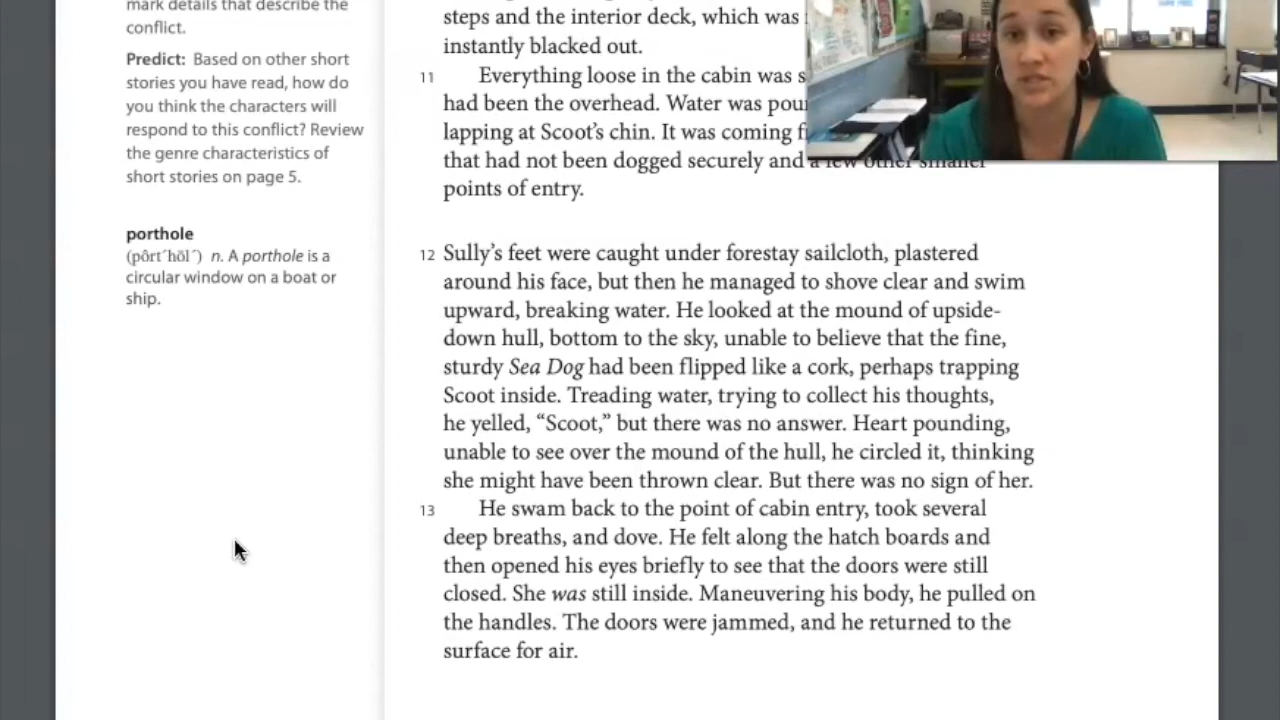 mark details that describe the
conflict.
Predict: Based on other short
stories you have read, how do
you think the characters will
respond to this conflict? Review
the genre characteristics of
short stories on page 5.
porthole
(pôrt´hōl´) n. A porthole is a
circular window on a boat or
ship.
steps and the interior deck, which was
instantly blacked out.
11 Everything loose in the cabin was s
had been the overhead. Water was pou
lapping at Scoot’s chin. It was coming f
that had not been dogged securely and a few other smaller
points of entry.
12 Sully’s feet were caught under forestay sailcloth, plastered
around his face, but then he managed to shove clear and swim
upward, breaking water. He looked at the mound of upside-
down hull, bottom to the sky, unable to believe that the fine,
sturdy Sea Dog had been flipped like a cork, perhaps trapping
Scoot inside. Treading water, trying to collect his thoughts,
he yelled, “Scoot,” but there was no answer. Heart pounding,
unable to see over the mound of the hull, he circled it, thinking
she might have been thrown clear. But there was no sign of her.
13 He swam back to the point of cabin entry, took several
deep breaths, and dove. He felt along the hatch boards and
then opened his eyes briefly to see that the doors were still
closed. She was still inside. Maneuvering his body, he pulled on
the handles. The doors were jammed, and he returned to the
surface for air.